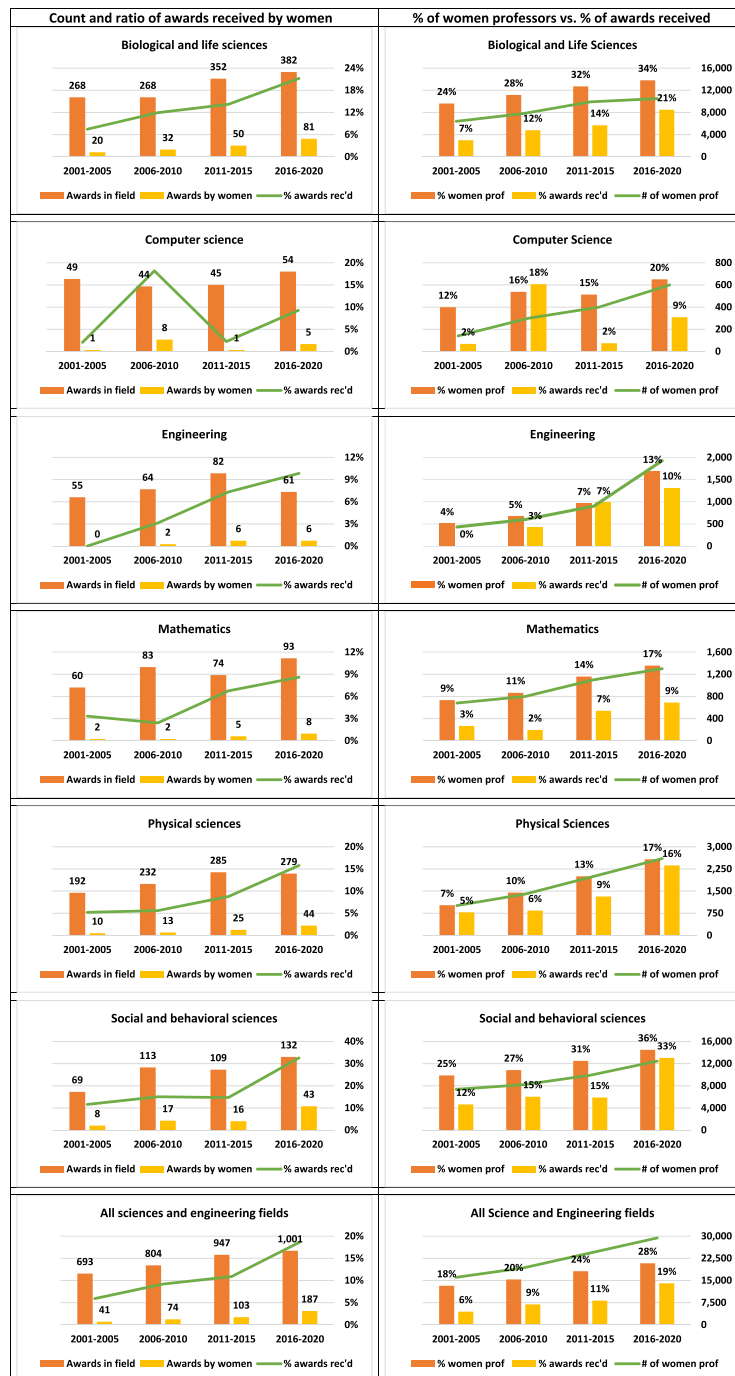 Count and ratio of awards received by women
% of women professors vs. % of awards received
Biological and life sciences
268 268 352 382
20 32 50 81
24%
18%
12%
6%
0%
2001-2005 2006-2010 2011-2015 2016-2020
Awards in field Awards by women % awards rec'd
Biological and Life Sciences
24% 28% 32% 34%
7% 12% 14% 21%
16,000
12,000
8,000
4,000
0
2001-2005 2006-2010 2011-2015 2016-2020
% women prof % awards rec'd # of women prof
Computer science
49 44 45 54
1 8 1 5
20%
15%
10%
5%
0%
2001-2005 2006-2010 2011-2015 2016-2020
Awards in field Awards by women % awards rec'd
Computer Science
12% 16% 15% 20%
2% 18% 2% 9%
800
600
400
200
0
2001-2005 2006-2010 2011-2015 2016-2020
% women prof % awards rec'd # of women prof
Engineering
55 64 82 61
0 2 6 6
12%
9%
6%
3%
0%
2001-2005 2006-2010 2011-2015 2016-2020
Awards in field Awards by women % awards rec'd
Engineering
4% 5% 7% 13%
0% 3% 7% 10%
2,000
1,500
1,000
500
0
2001-2005 2006-2010 2011-2015 2016-2020
% women prof % awards rec'd # of women prof
Mathematics
60 83 74 93
2 2 5 8
12%
9%
6%
3%
0%
2001-2005 2006-2010 2011-2015 2016-2020
Awards in field Awards by women % awards rec'd
Mathematics
9% 11% 14% 17%
3% 2% 7% 9%
1,600
1,200
800
400
0
2001-2005 2006-2010 2011-2015 2016-2020
% women prof % awards rec'd # of women prof
Physical sciences
192 232 285 279
10 13 25 44
20%
15%
10%
5%
0%
2001-2005 2006-2010 2011-2015 2016-2020
Awards in field Awards by women % awards rec'd
Physical Sciences
7% 10% 13% 17%
5% 6% 9% 16%
3,000
2,250
1,500
750
0
2001-2005 2006-2010 2011-2015 2016-2020
% women prof % awards rec'd # of women prof
Social and behavioral sciences
69 113 109 132
8 17 16 43
40%
30%
20%
10%
0%
2001-2005 2006-2010 2011-2015 2016-2020
Awards in field Awards by women % awards rec'd
Social and behavioral sciences
25% 27% 31% 36%
12% 15% 15% 33%
16,000
12,000
8,000
4,000
0
2001-2005 2006-2010 2011-2015 2016-2020
% women prof % awards rec'd # of women prof
All sciences and engineering fields
693 804 947 1,001
41 74 103 187
20%
15%
10%
5%
0%
2001-2005 2006-2010 2011-2015 2016-2020
Awards in field Awards by women % awards rec'd
All Science and Engineering fields
18% 20% 24% 28%
6% 9% 11% 19%
30,000
22,500
15,000
7,500
0
2001-2005 2006-2010 2011-2015 2016-2020
% women prof % awards rec'd # of women prof